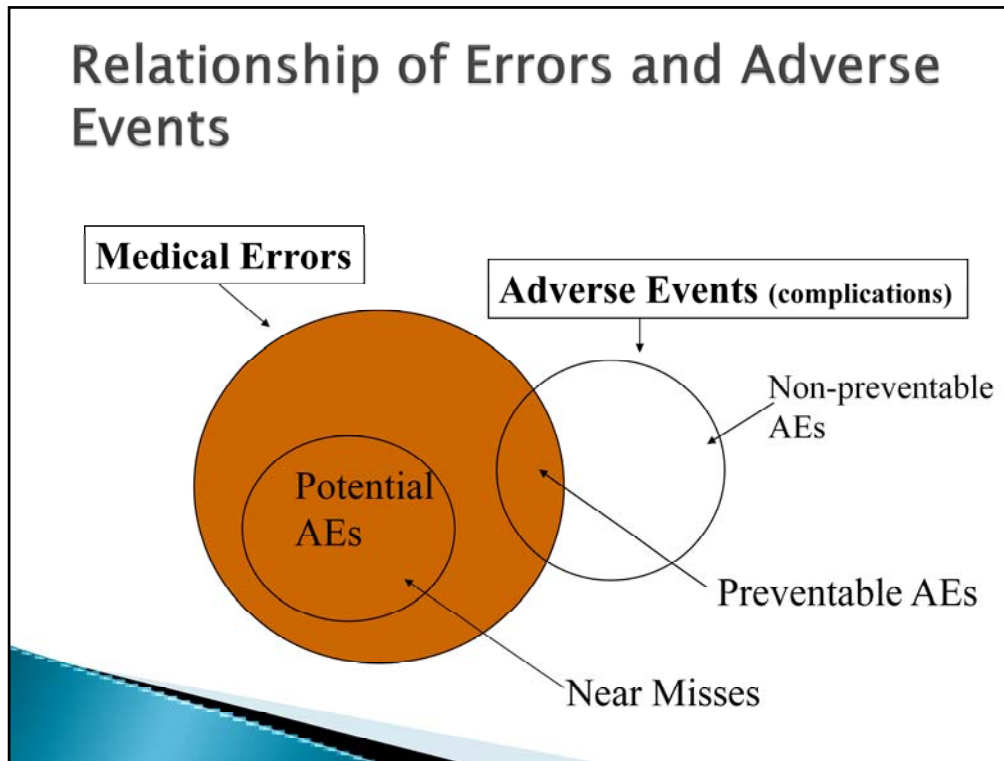 Relationship of Errors and Adverse
Events
Medical Errors
Adverse Events (complications)
Non-preventable
AEs
Potential
AEs
Preventable AEs
Near Misses